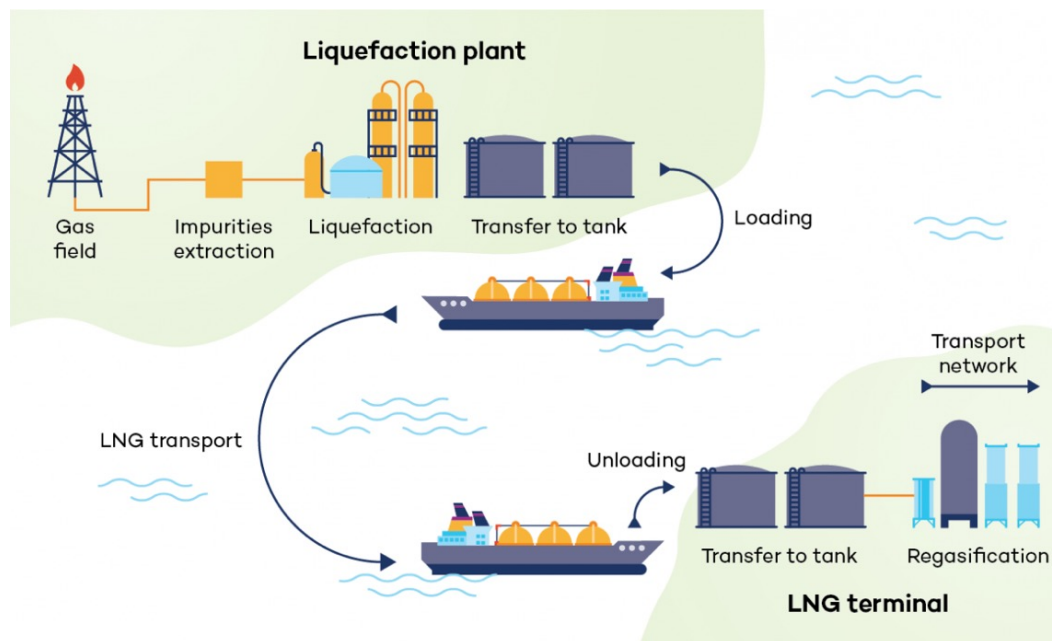 Liquefaction plant
Gas
field
Impurities
extraction
Liquefaction
Transfer to tank
Loading
LNG transport
Unloading
Transport
network
Transfer to tank
Regasification
LNG terminal